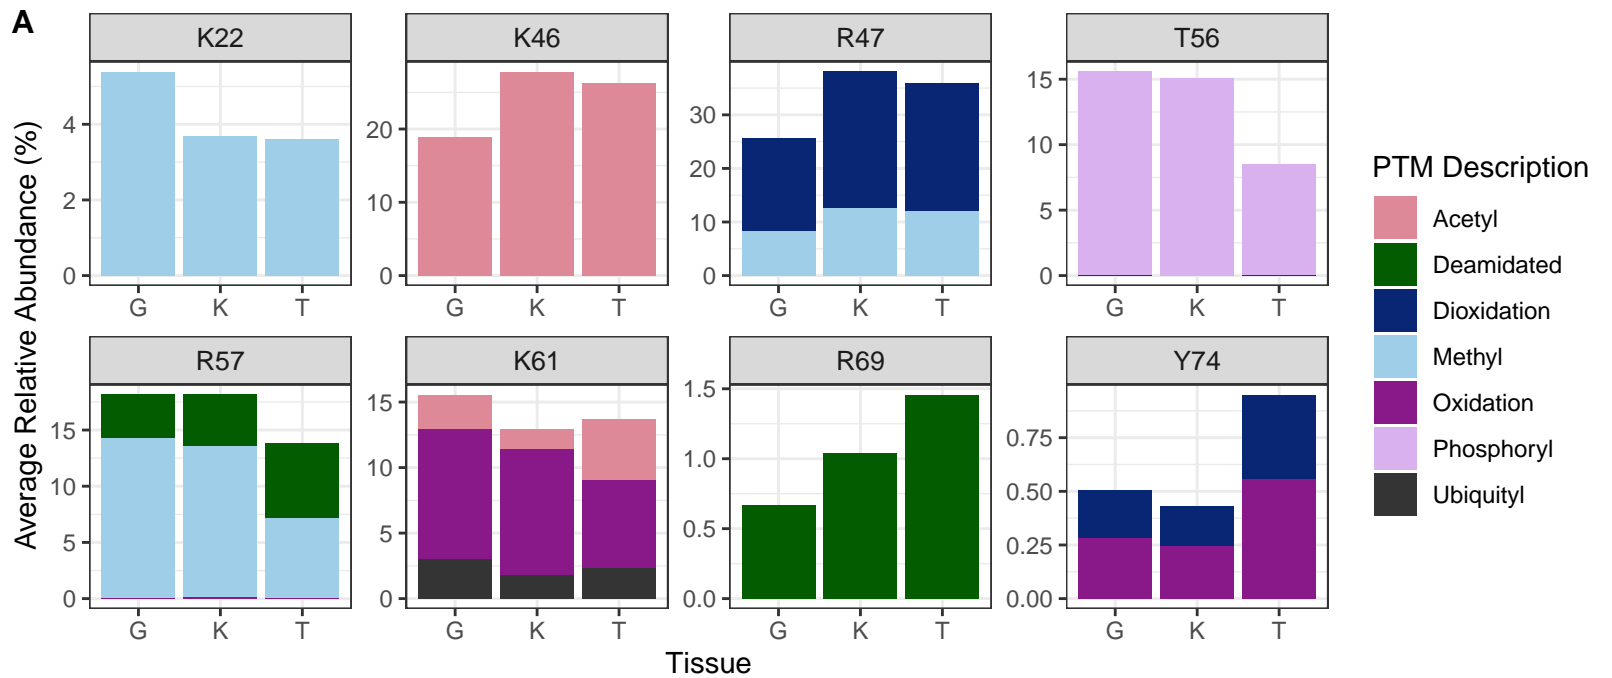 A
K22
K46
R47
T56
Average Relative Abundance (%)
0
2
4
G K T
0
10
20
G K T
0
10
20
30
G K T
0
5
10
15
G K T
R57
K61
R69
Y74
0
5
10
15
G K T
0
5
10
15
G K T
0.0
0.5
1.0
1.5
G K T
0.00
0.25
0.50
0.75
G K T
Tissue
PTM Description
Acetyl
Deamidated
Dioxidation
Methyl
Oxidation
Phosphoryl
Ubiquityl